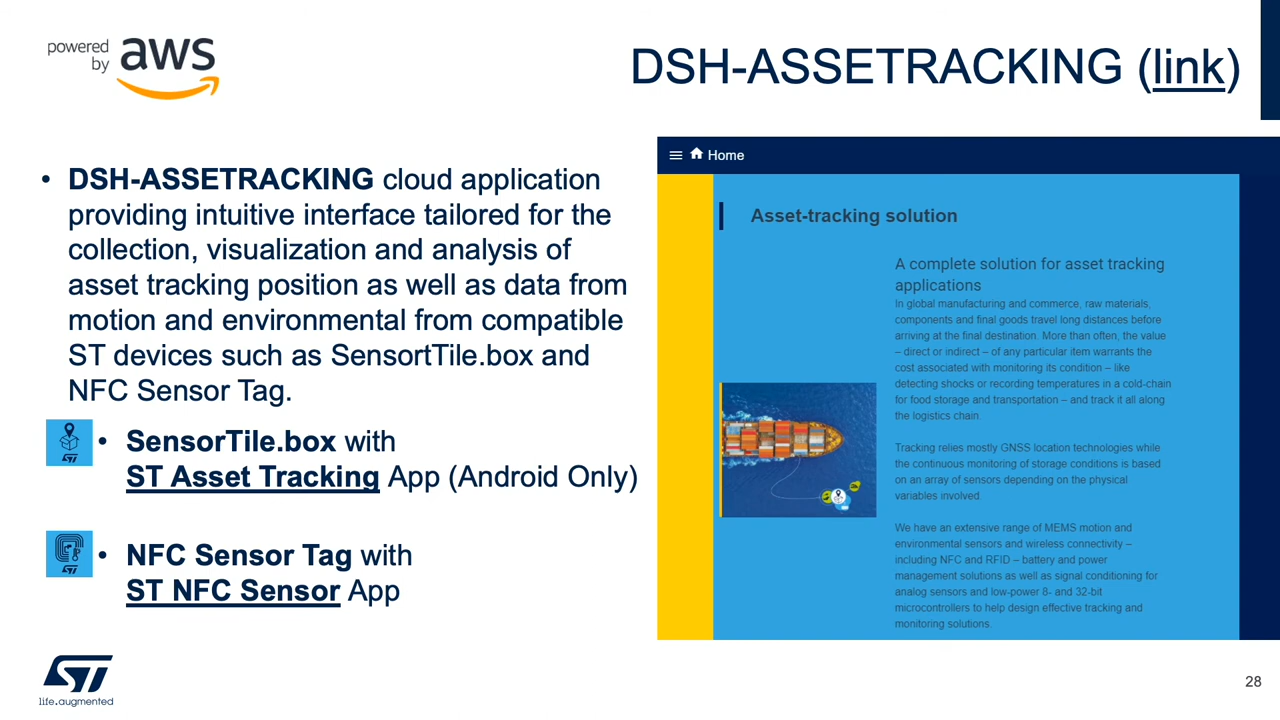 powered
by aws
DSH-ASSETRACKING (link)
• DSH-ASSETRACKING cloud application
providing intuitive interface tailored for the
collection, visualization and analysis of
asset tracking position as well as data from
motion and environmental from compatible
ST devices such as SensortTile.box and
NFC Sensor Tag.
ST
• SensorTile.box with
ST Asset Tracking App (Android Only)
ST
• NFC Sensor Tag with
ST NFC Sensor App
Home
Asset-tracking solution
A complete solution for asset tracking
applications
In global manufacturing and commerce, raw materials,
components and final goods travel long distances before
arriving at the final destination. More than often, the value
– direct or indirect – of any particular item warrants the
cost associated with monitoring its condition – like
detecting shocks or recording temperatures in a cold-chain
for food storage and transportation – and track it all along
the logistics chain.
Tracking relies mostly GNSS location technologies while
the continuous monitoring of storage conditions is based
on an array of sensors depending on the physical
variables involved
We have an extensive range of MEMS motion and
environmental sensors and wireless connectivity –
including NFC and RFID – battery and power
management solutions as well as signal conditioning for
analog sensors and low-power 8- and 32-bit
microcontrollers to help design effective tracking and
monitoring solutions.
ST
life.augmented
28